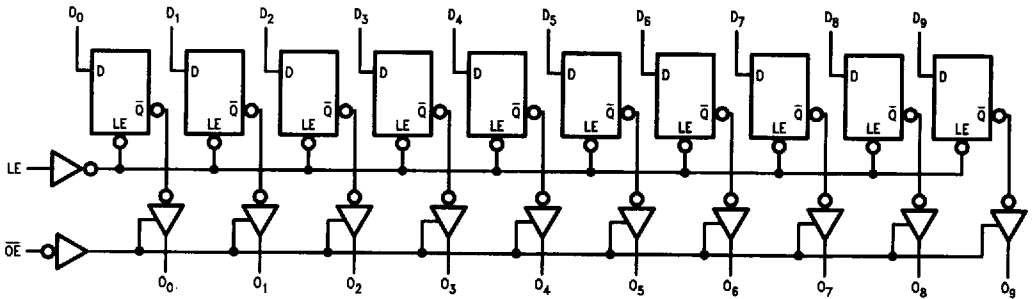 D0 D1 D2 D3 D4 D5 D6 D7 D8 D9
D D D D D D D D D D
Q̅ Q̅ Q̅ Q̅ Q̅ Q̅ Q̅ Q̅ Q̅ Q̅
LE LE LE LE LE LE LE LE LE LE
LE
O̅E̅
O0 O1 O2 O3 O4 O5 O6 O7 O8 O9